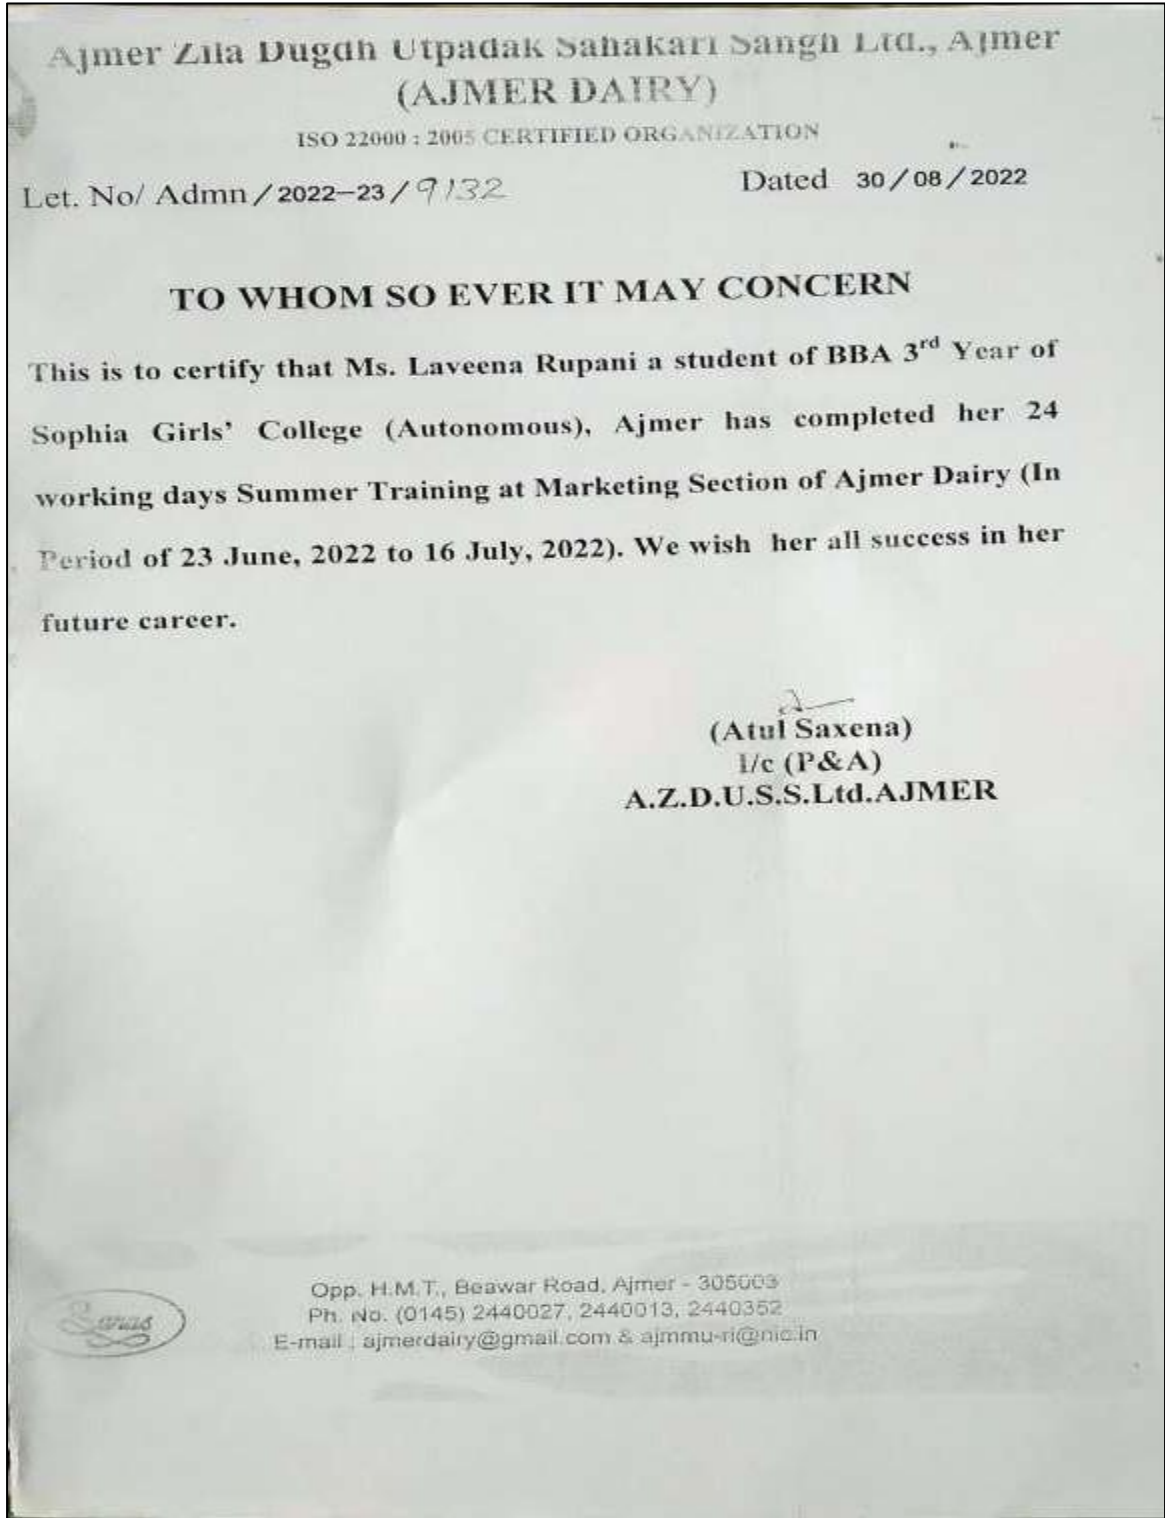 Ajmer Zila Dugdh Utpadak Sahakari Sangh Ltd., Ajmer
(AJMER DAIRY)
ISO 22000 : 2005 CERTIFIED ORGANIZATION
Let. No/ Admn / 2022–23 / 9132 Dated 30 / 08 / 2022
TO WHOM SO EVER IT MAY CONCERN
This is to certify that Ms. Laveena Rupani a student of BBA 3rd Year of
Sophia Girls' College (Autonomous), Ajmer has completed her 24
working days Summer Training at Marketing Section of Ajmer Dairy (In
Period of 23 June, 2022 to 16 July, 2022). We wish her all success in her
future career.
(Atul Saxena)
I/c (P&A)
A.Z.D.U.S.S.Ltd.AJMER
Saras
Opp. H.M.T., Beawar Road, Ajmer - 305003
Ph. No. (0145) 2440027, 2440013, 2440352
E-mail : ajmerdairy@gmail.com & ajmmu-rj@nic.in